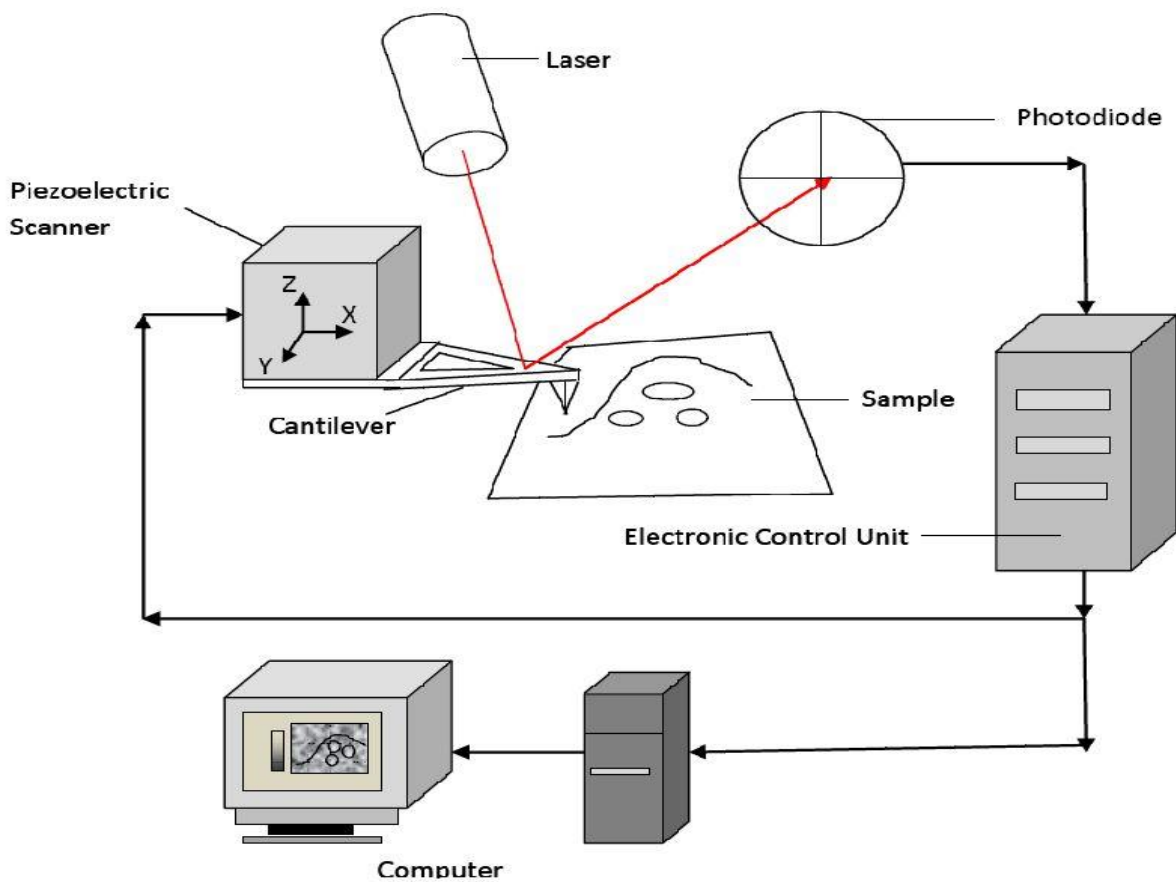 Laser
Photodiode
Piezoelectric
Scanner
Z
X
Y
Cantilever
Sample
Electronic Control Unit
Computer